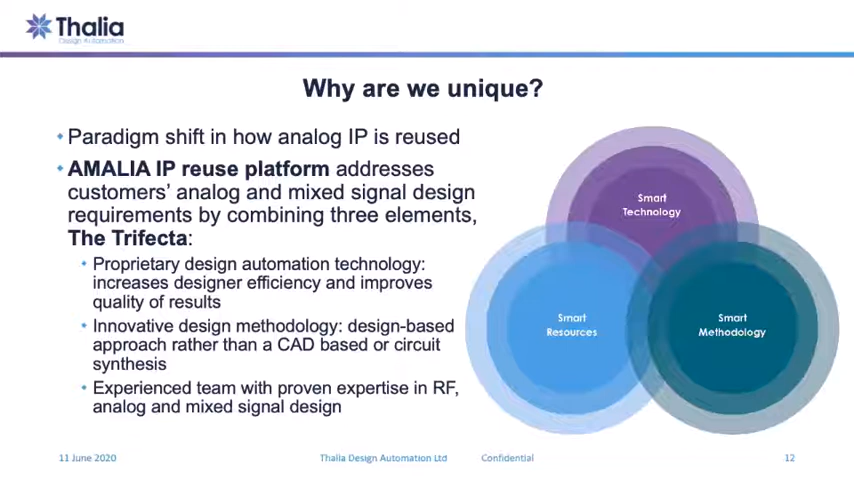 Thalia
Design Automation
Why are we unique?
Paradigm shift in how analog IP is reused
AMALIA IP reuse platform addresses
customers' analog and mixed signal design
requirements by combining three elements,
The Trifecta:
Proprietary design automation technology:
increases designer efficiency and improves
quality of results
Innovative design methodology: design-based
approach rather than a CAD based or circuit
synthesis
Experienced team with proven expertise in RF,
analog and mixed signal design
Smart
Technology
Smart
Resources
Smart
Methodology
11 June 2020
Thalia Design Automation Ltd
Confidential
12